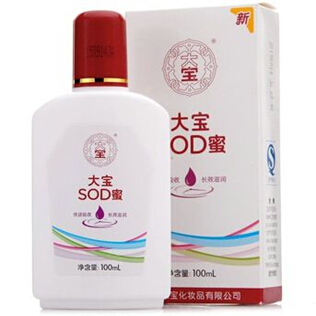 大
宝
大宝
SOD蜜
快速吸收 长效滋润
净含量:100mL
新
大
宝
大宝
SOD蜜
吸收 长效滋润
净含量:100mL
宝化妆品有限公司